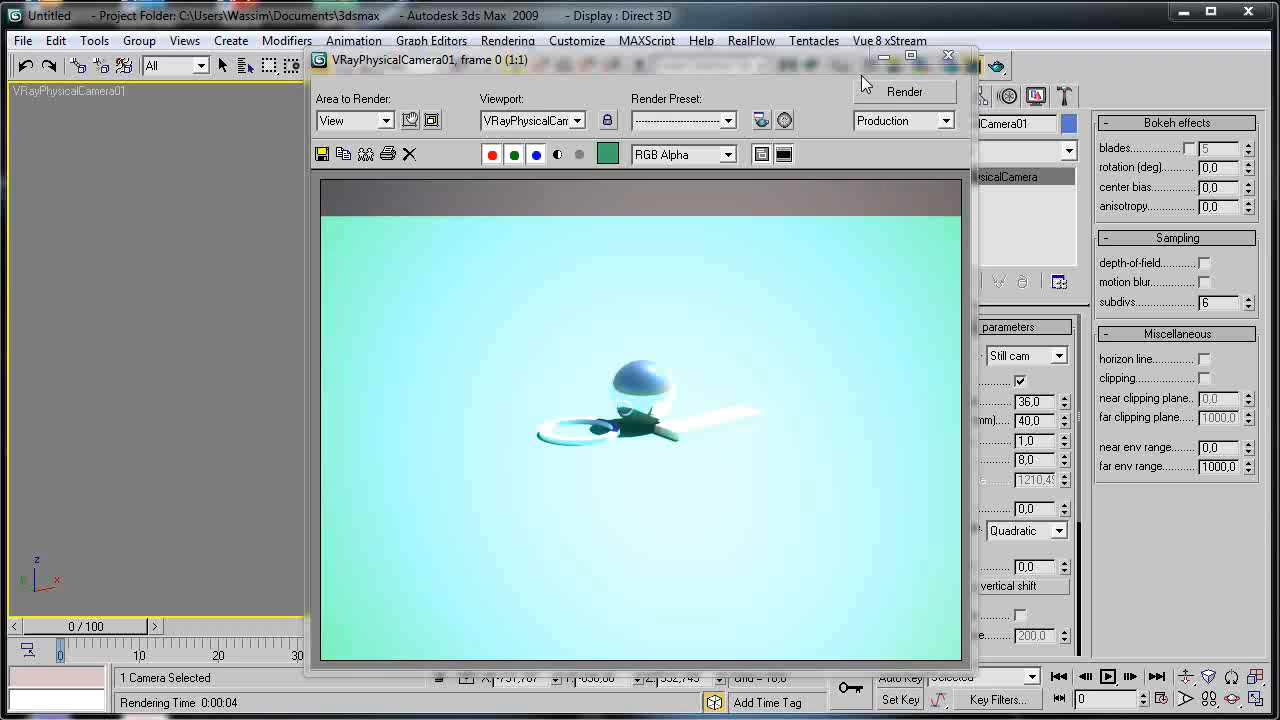 Untitled - Project Folder: C:\Users\Wassim\Documents\3dsmax - Autodesk 3ds Max 2009 - Display : Direct 3D
File Edit Tools Group Views Create Modifiers Animation Graph Editors Rendering Customize MAXScript Help RealFlow Tentacles Vue 8 xStream
All
VRayPhysicalCamera01, frame 0 (1:1)
VRayPhysicalCamera01
Area to Render:
View
Viewport:
VRayPhysicalCam
Render Preset:
Render
Production
RGB Alpha
Camera01
sicalCamera
parameters
Still cam
36,0
mm) 40,0
1,0
8,0
0,0
Quadratic
0,0
vertical shift
200,0
- Bokeh effects
blades 5
rotation (deg) 0,0
center bias 0,0
anisotropy 0,0
- Sampling
depth-of-field
motion blur
subdivs 6
- Miscellaneous
horizon line
clipping
near clipping plane 0,0
far clipping plane 1000,0
near env range 0,0
far env range 1000,0
z
x
< 0 / 100 >
0 10 20 30
1 Camera Selected
Rendering Time 0:00:04
Add Time Tag
Auto Key Selected
Set Key Key Filters...
0